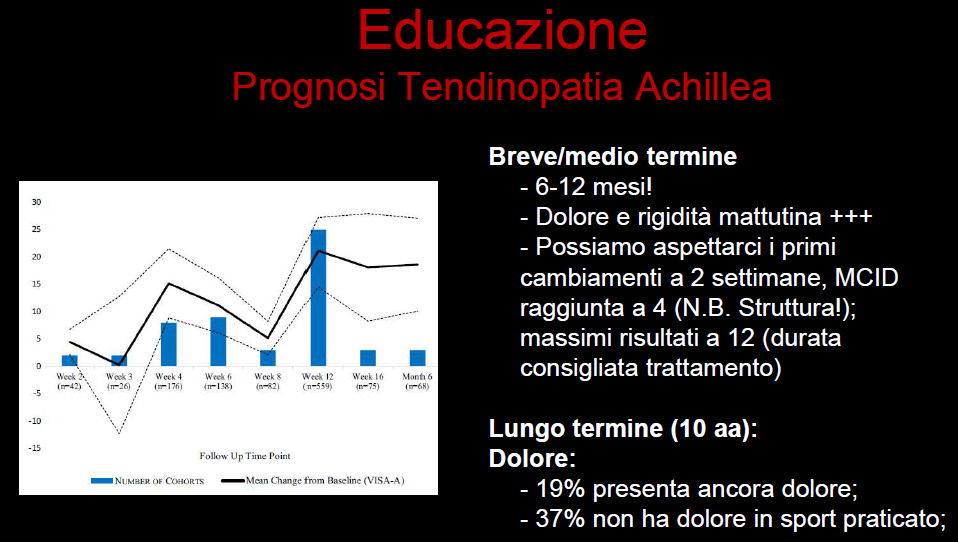 Educazione
Prognosi Tendinopatia Achillea
Breve/medio termine
- 6-12 mesi!
- Dolore e rigidità mattutina +++
- Possiamo aspettarci i primi
cambiamenti a 2 settimane, MCID
raggiunta a 4 (N.B. Struttura!);
massimi risultati a 12 (durata
consigliata trattamento)
Lungo termine (10 aa):
Dolore:
- 19% presenta ancora dolore;
- 37% non ha dolore in sport praticato;
30
25
20
15
10
5
0
-5
-10
-15
Week 2 Week 3 Week 4 Week 6 Week 8 Week 12 Week 16 Month 6
(n=42) (n=26) (n=176) (n=138) (n=82) (n=559) (n=75) (n=68)
Follow Up Time Point
NUMBER OF COHORTS Mean Change from Baseline (VISA-A)